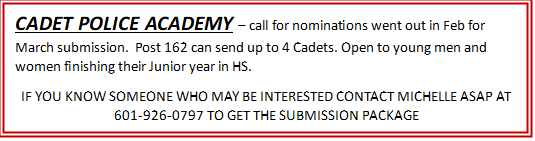 CADET POLICE ACADEMY – call for nominations went out in Feb for
March submission. Post 162 can send up to 4 Cadets. Open to young men and
women finishing their Junior year in HS.
IF YOU KNOW SOMEONE WHO MAY BE INTERESTED CONTACT MICHELLE ASAP AT
601-926-0797 TO GET THE SUBMISSION PACKAGE